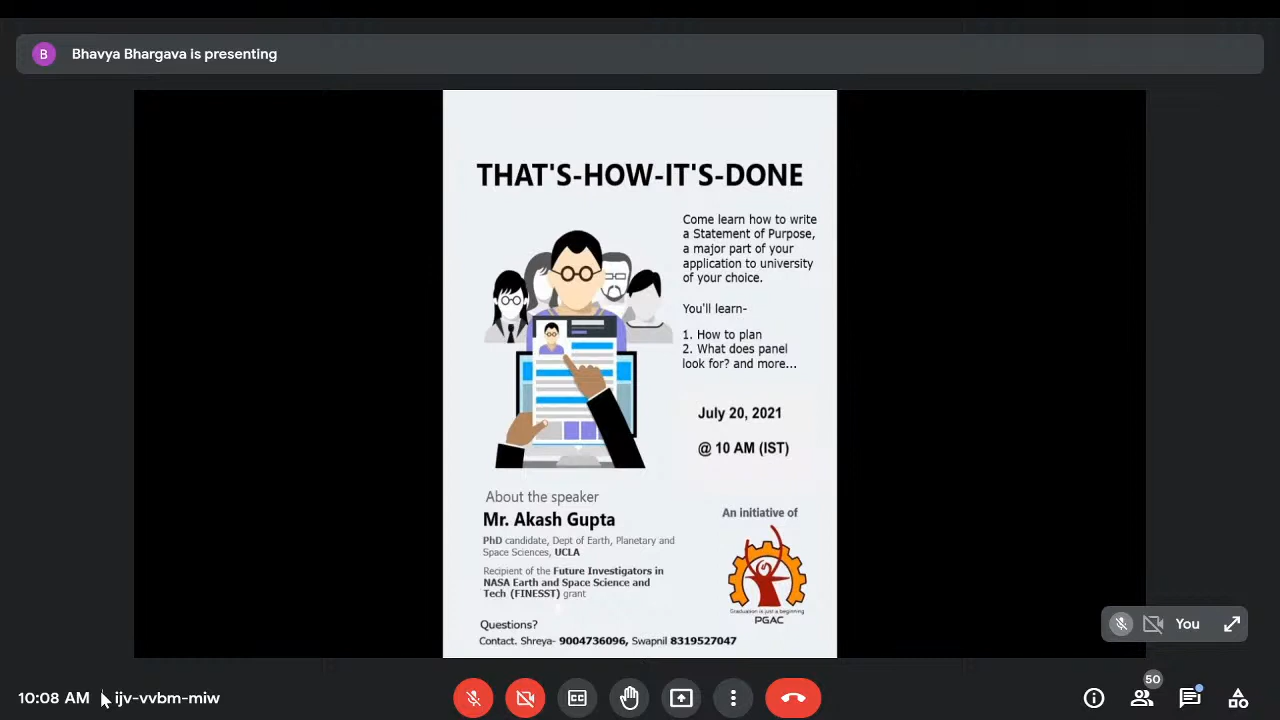 B Bhavya Bhargava is presenting
THAT'S-HOW-IT'S-DONE
Come learn how to write
a Statement of Purpose,
a major part of your
application to university
of your choice.
You'll learn-
1. How to plan
2. What does panel
look for? and more...
July 20, 2021
@ 10 AM (IST)
About the speaker
Mr. Akash Gupta
PhD candidate, Dept of Earth, Planetary and
Space Sciences, UCLA
Recipient of the Future Investigators in
NASA Earth and Space Science and
Tech (FINESST) grant
An initiative of
Graduation is just a beginning
PGAC
Questions?
Contact. Shreya- 9004736096, Swapnil 8319527047
You
10:08 AM
ijv-vvbm-miw
CC
50